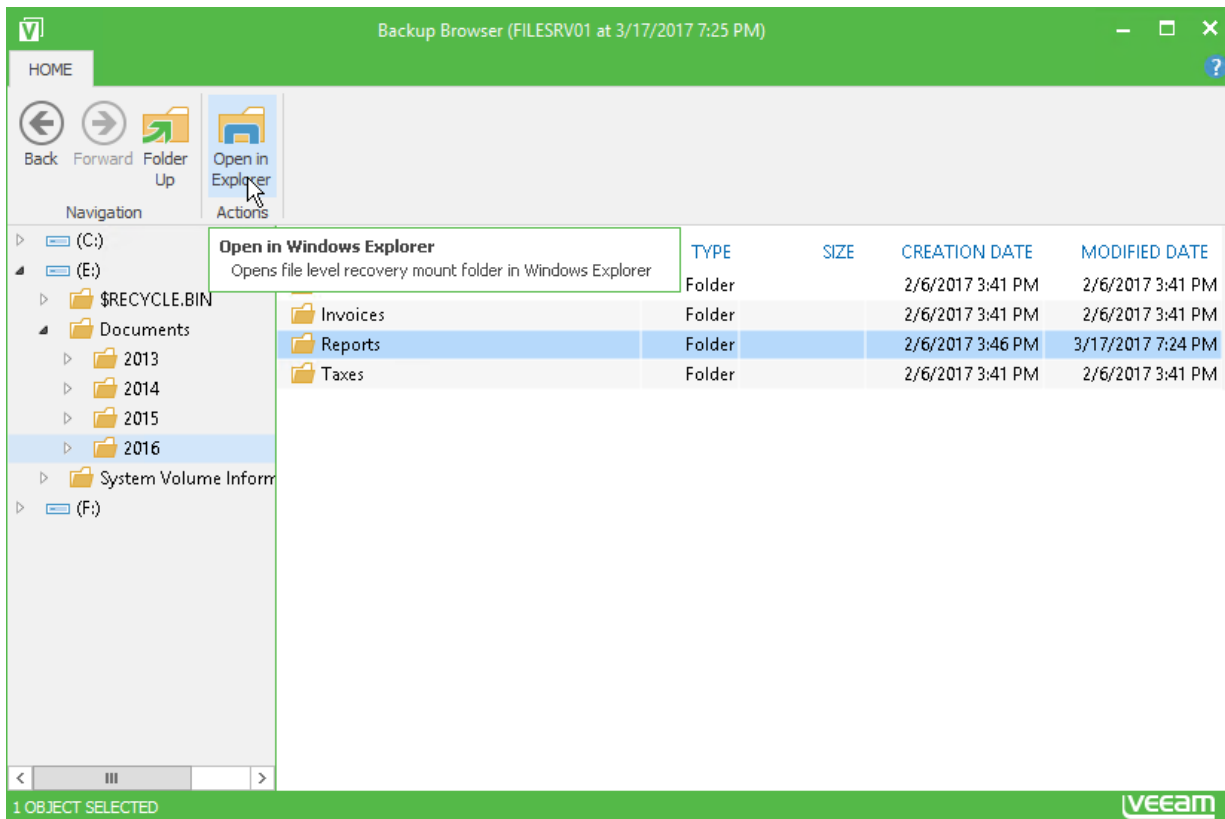 Backup Browser (FILESRV01 at 3/17/2017 7:25 PM)
HOME
?
Back Forward Folder Up Open in Explorer
Navigation Actions
Open in Windows Explorer
Opens file level recovery mount folder in Windows Explorer
(C:)
(E:)
$RECYCLE.BIN
Documents
2013
2014
2015
2016
System Volume Inform
(F:)
TYPE SIZE CREATION DATE MODIFIED DATE
Folder 2/6/2017 3:41 PM 2/6/2017 3:41 PM
Invoices Folder 2/6/2017 3:41 PM 2/6/2017 3:41 PM
Reports Folder 2/6/2017 3:46 PM 3/17/2017 7:24 PM
Taxes Folder 2/6/2017 3:41 PM 2/6/2017 3:41 PM
1 OBJECT SELECTED
veeam